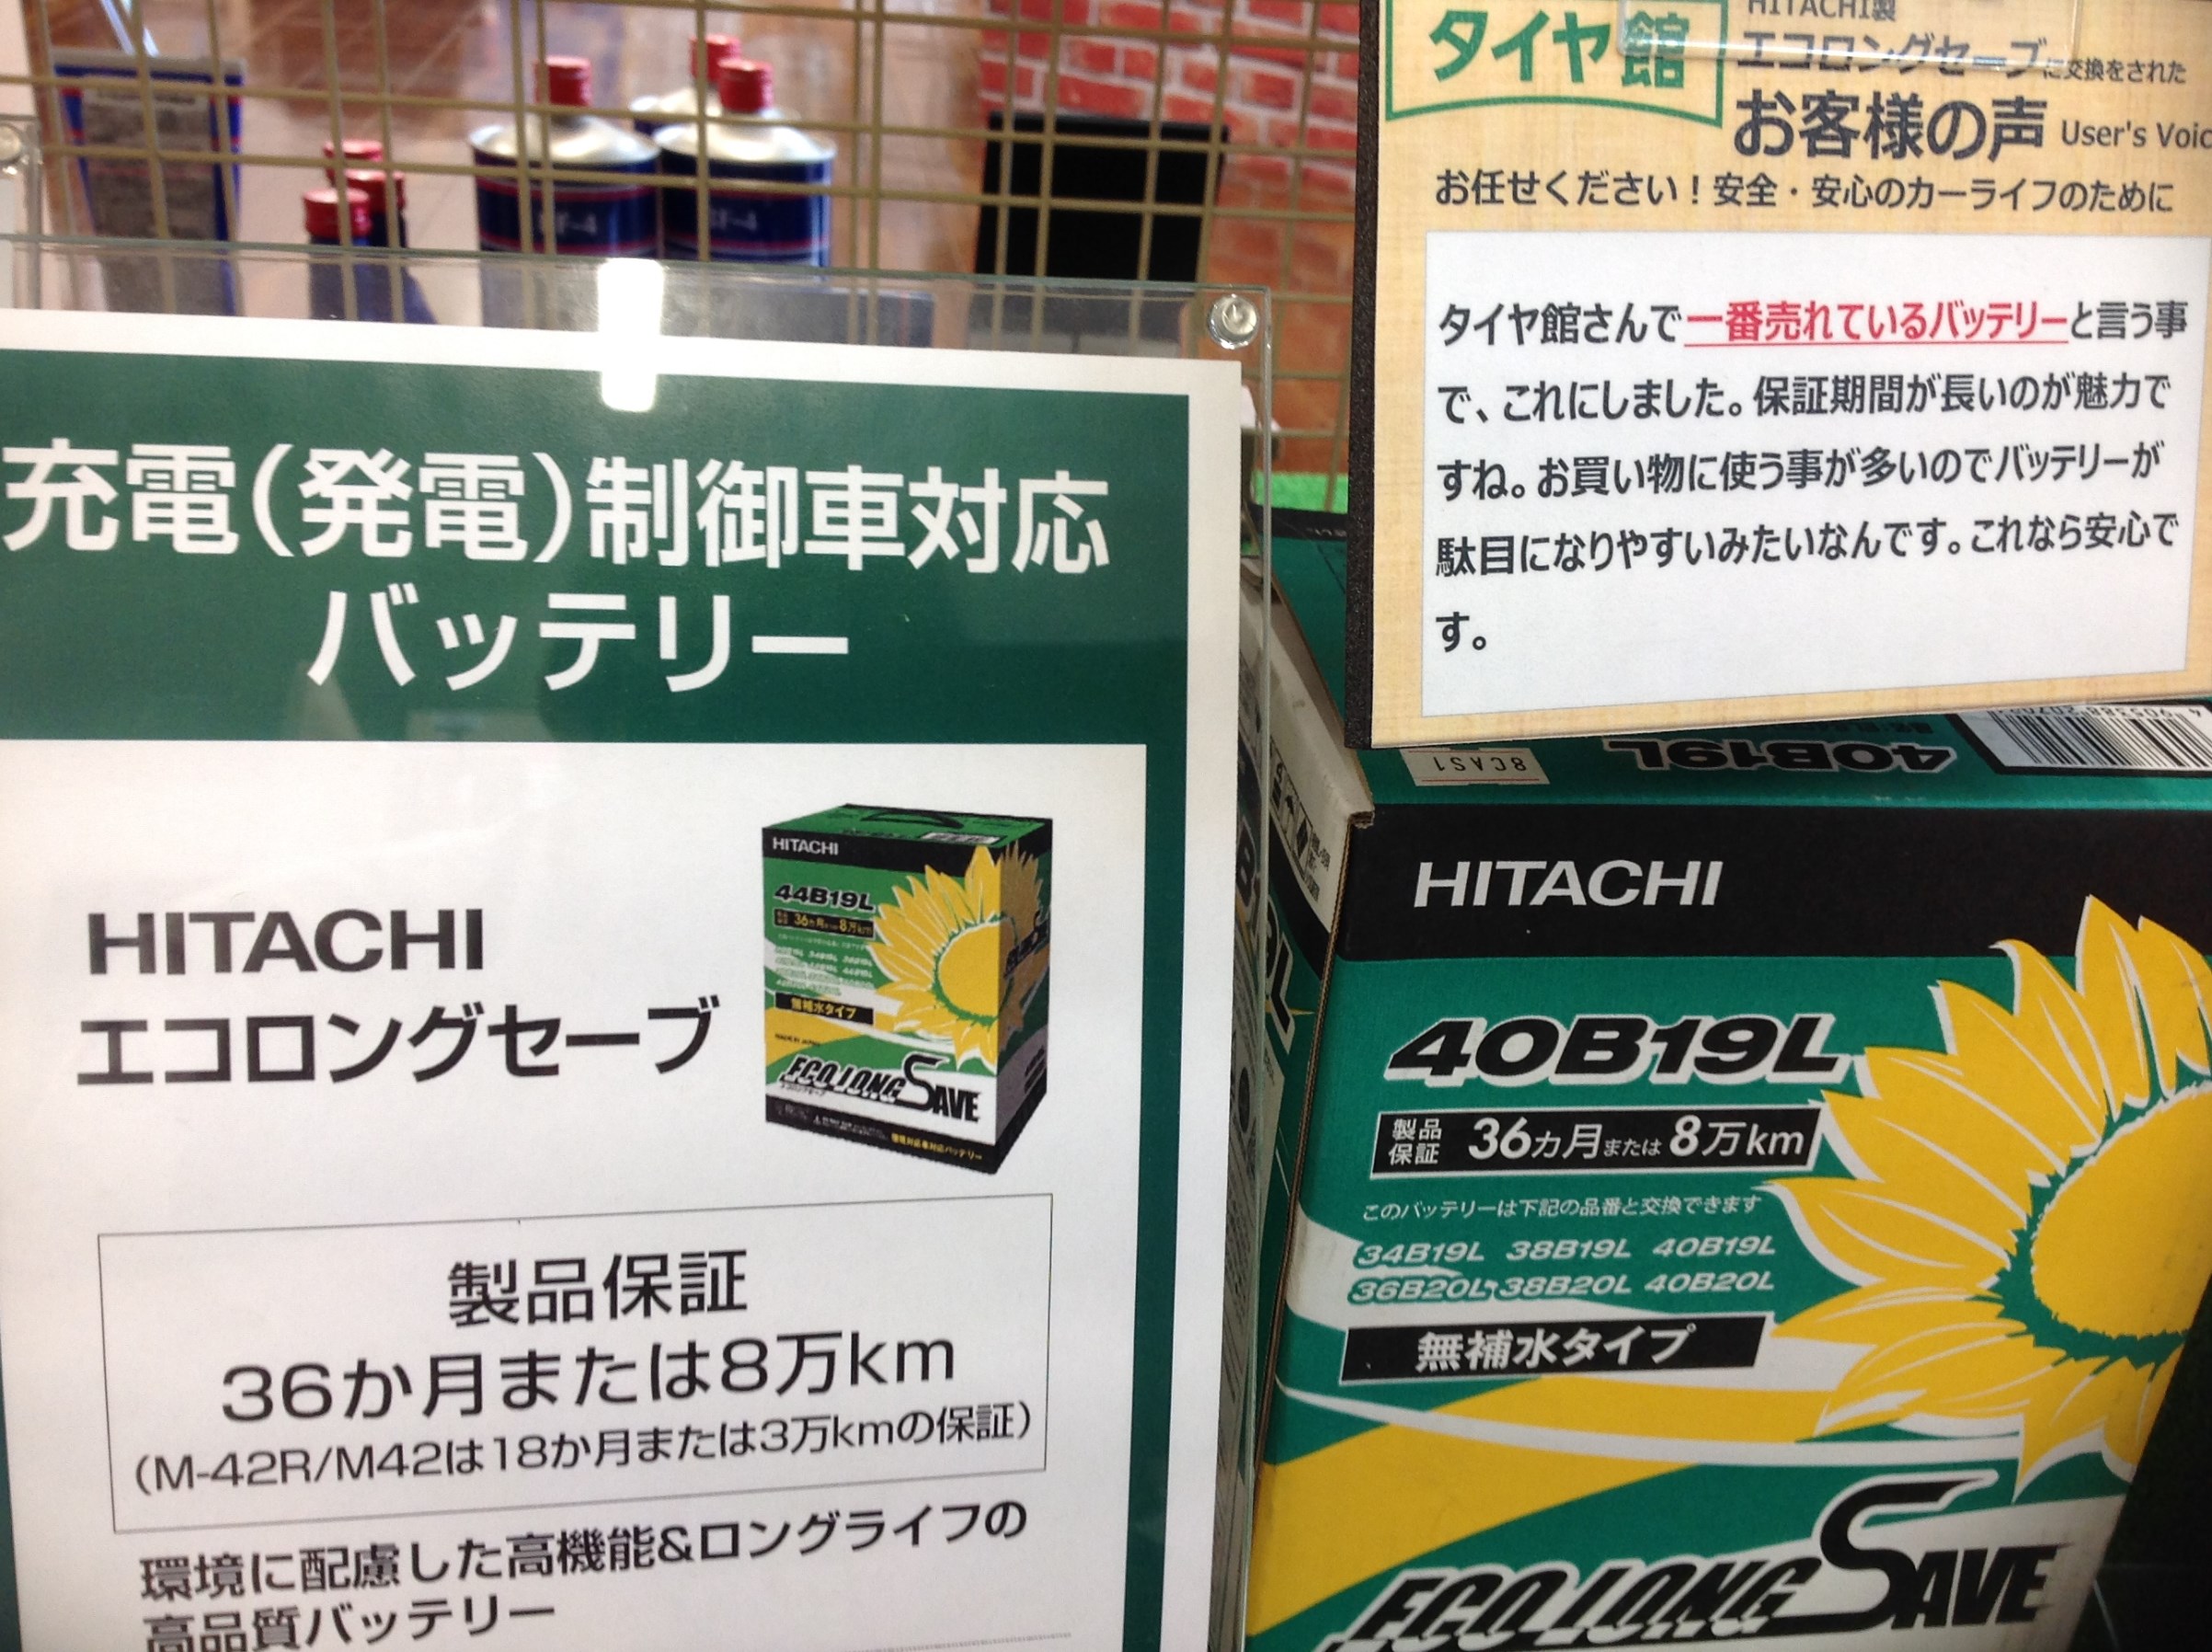 タイヤ館
HITACHI製
エコロングセーブに交換をされた
お客様の声 User's Voic
お任せください！安全・安心のカーライフのために
タイヤ館さんで一番売れているバッテリーと言う事
で、これにしました。保証期間が長いのが魅力で
すね。お買い物に使う事が多いのでバッテリーが
駄目になりやすいみたいなんです。これなら安心で
す。
充電（発電）制御車対応
バッテリー
HITACHI
エコロングセーブ
HITACHI
44B19L
36カ月または8万km
無補水タイプ
ECO LONG SAVE
製品保証
36か月または8万km
（M-42R/M42は18か月または3万kmの保証）
環境に配慮した高機能&ロングライフの
高品質バッテリー
40B19L
8CAS1
HITACHI
40B19L
製品保証 36カ月または8万km
このバッテリーは下記の品番と交換できます
34B19L 38B19L 40B19L
36B20L 38B20L 40B20L
無補水タイプ
ECO LONG SAVE